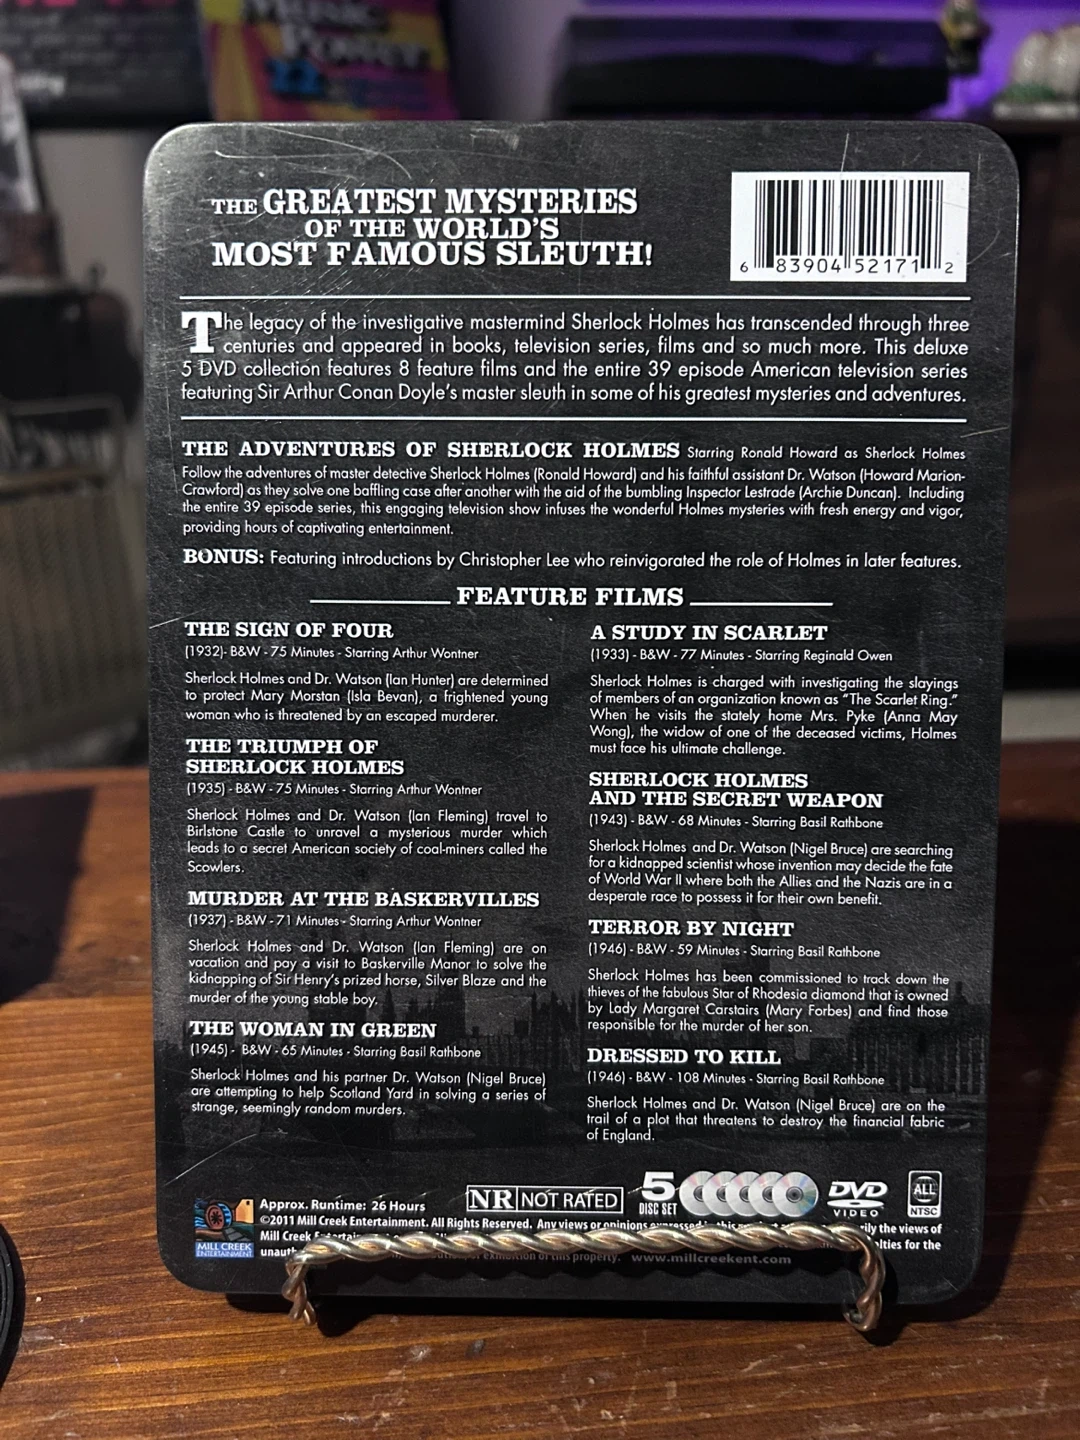 Music
Power
22
THE GREATEST MYSTERIES
OF THE WORLD'S
MOST FAMOUS SLEUTH!
6 83904 52171 2
The legacy of the investigative mastermind Sherlock Holmes has transcended through three
centuries and appeared in books, television series, films and so much more. This deluxe
5 DVD collection features 8 feature films and the entire 39 episode American television series
featuring Sir Arthur Conan Doyle's master sleuth in some of his greatest mysteries and adventures.
THE ADVENTURES OF SHERLOCK HOLMES Starring Ronald Howard as Sherlock Holmes
Follow the adventures of master detective Sherlock Holmes (Ronald Howard) and his faithful assistant Dr. Watson (Howard Marion-
Crawford) as they solve one baffling case after another with the aid of the bumbling Inspector Lestrade (Archie Duncan). Including
the entire 39 episode series, this engaging television show infuses the wonderful Holmes mysteries with fresh energy and vigor,
providing hours of captivating entertainment.
BONUS: Featuring introductions by Christopher Lee who reinvigorated the role of Holmes in later features.
FEATURE FILMS
THE SIGN OF FOUR
(1932)- B&W - 75 Minutes - Starring Arthur Wontner
Sherlock Holmes and Dr. Watson (Ian Hunter) are determined
to protect Mary Morstan (Isla Bevan), a frightened young
woman who is threatened by an escaped murderer.
THE TRIUMPH OF
SHERLOCK HOLMES
(1935) - B&W - 75 Minutes - Starring Arthur Wontner
Sherlock Holmes and Dr. Watson (Ian Fleming) travel to
Birlstone Castle to unravel a mysterious murder which
leads to a secret American society of coal-miners called the
Scowlers.
MURDER AT THE BASKERVILLES
(1937) - B&W - 71 Minutes - Starring Arthur Wontner
Sherlock Holmes and Dr. Watson (Ian Fleming) are on
vacation and pay a visit to Baskerville Manor to solve the
kidnapping of Sir Henry's prized horse, Silver Blaze and the
murder of the young stable boy.
THE WOMAN IN GREEN
(1945) - B&W - 65 Minutes - Starring Basil Rathbone
Sherlock Holmes and his partner Dr. Watson (Nigel Bruce)
are attempting to help Scotland Yard in solving a series of
strange, seemingly random murders.
A STUDY IN SCARLET
(1933) - B&W - 77 Minutes - Starring Reginald Owen
Sherlock Holmes is charged with investigating the slayings
of members of an organization known as "The Scarlet Ring."
When he visits the stately home Mrs. Pyke (Anna May
Wong), the widow of one of the deceased victims, Holmes
must face his ultimate challenge.
SHERLOCK HOLMES
AND THE SECRET WEAPON
(1943) - B&W - 68 Minutes - Starring Basil Rathbone
Sherlock Holmes and Dr. Watson (Nigel Bruce) are searching
for a kidnapped scientist whose invention may decide the fate
of World War II where both the Allies and the Nazis are in a
desperate race to possess it for their own benefit.
TERROR BY NIGHT
(1946) - B&W - 59 Minutes - Starring Basil Rathbone
Sherlock Holmes has been commissioned to track down the
thieves of the fabulous Star of Rhodesia diamond that is owned
by Lady Margaret Carstairs (Mary Forbes) and find those
responsible for the murder of her son.
DRESSED TO KILL
(1946) - B&W - 108 Minutes - Starring Basil Rathbone
Sherlock Holmes and Dr. Watson (Nigel Bruce) are on the
trail of a plot that threatens to destroy the financial fabric
of England.
MILL CREEK
ENTERTAINMENT
Approx. Runtime: 26 Hours
NR NOT RATED
5
DISC SET
DVD
VIDEO
ALL
NTSC
©2011 Mill Creek Entertainment. All Rights Reserved. Any views or opinions expressed in this the views of
Mill Creek for the
exhibition of this property. www.millcreekent.com